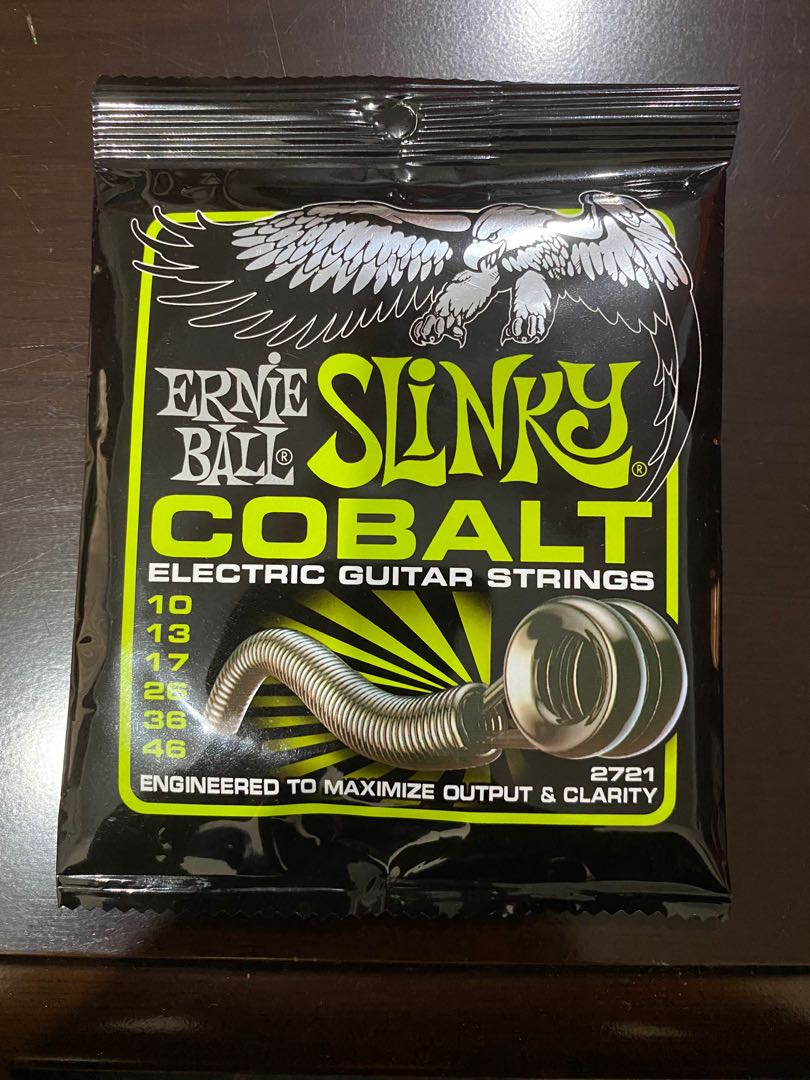 ERNiE
BALL®
SLiNKY®
COBALT
ELECTRIC GUITAR STRINGS
10
13
17
26
36
46
2721
ENGINEERED TO MAXIMIZE OUTPUT & CLARITY